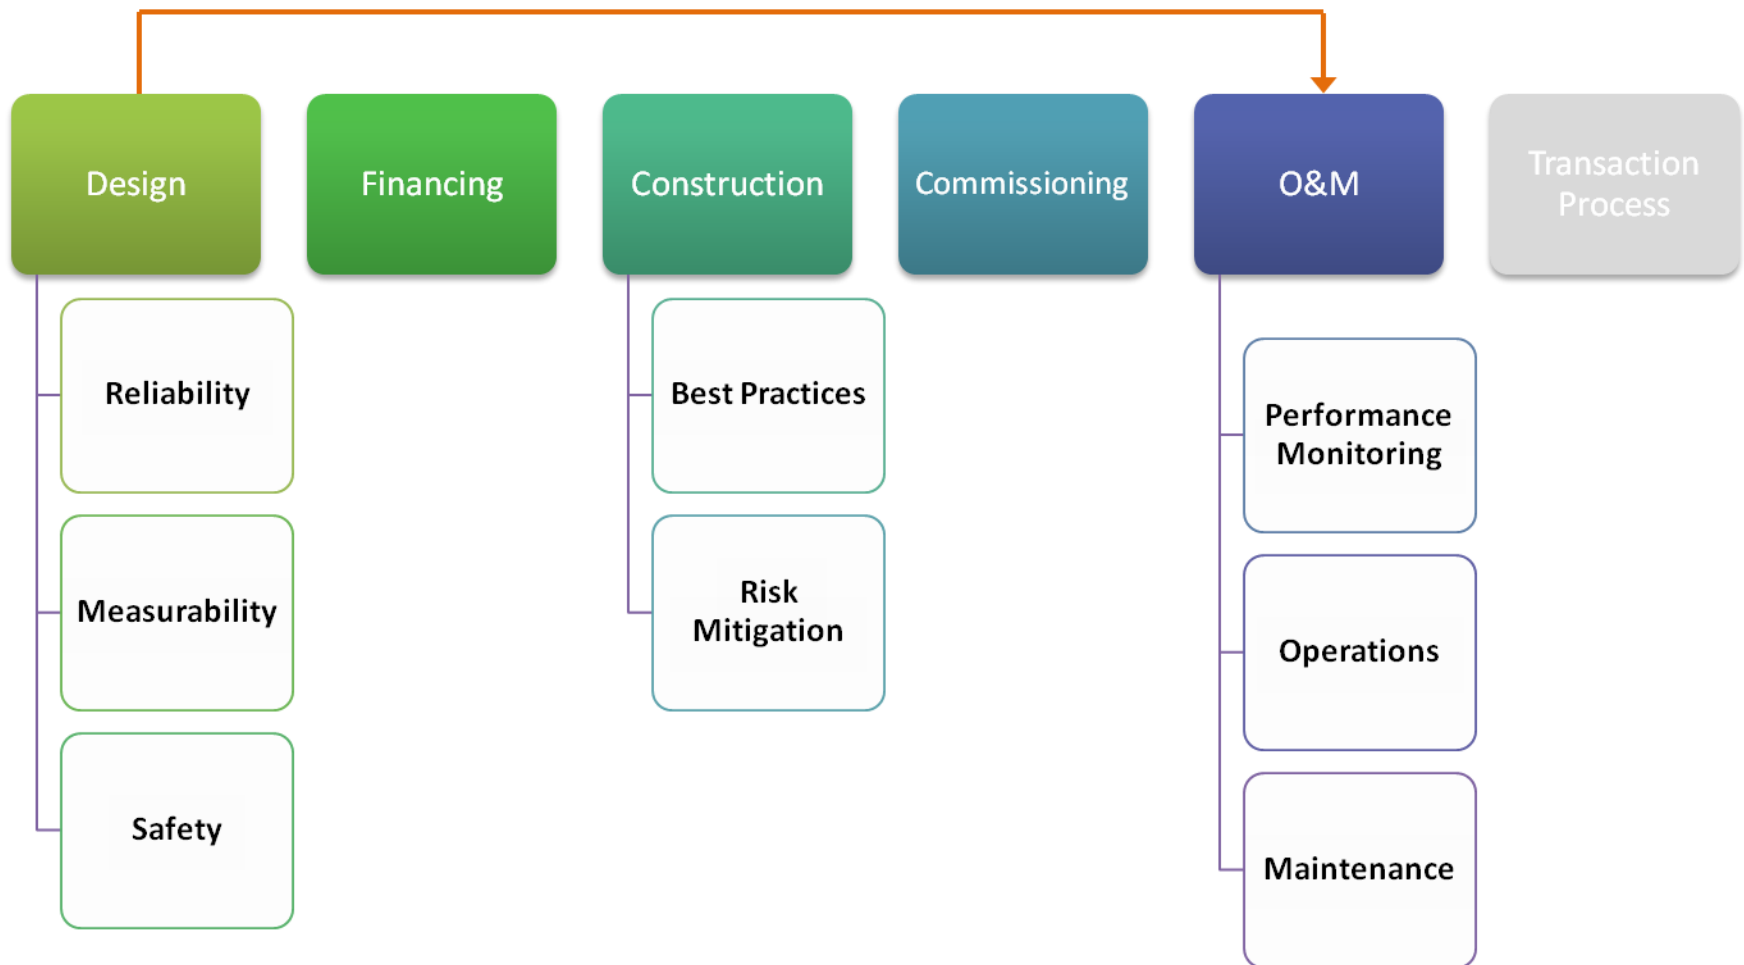 Design
Financing
Construction
Commissioning
O&M
Transaction
Process
Reliability
Measurability
Safety
Best Practices
Risk
Mitigation
Performance
Monitoring
Operations
Maintenance